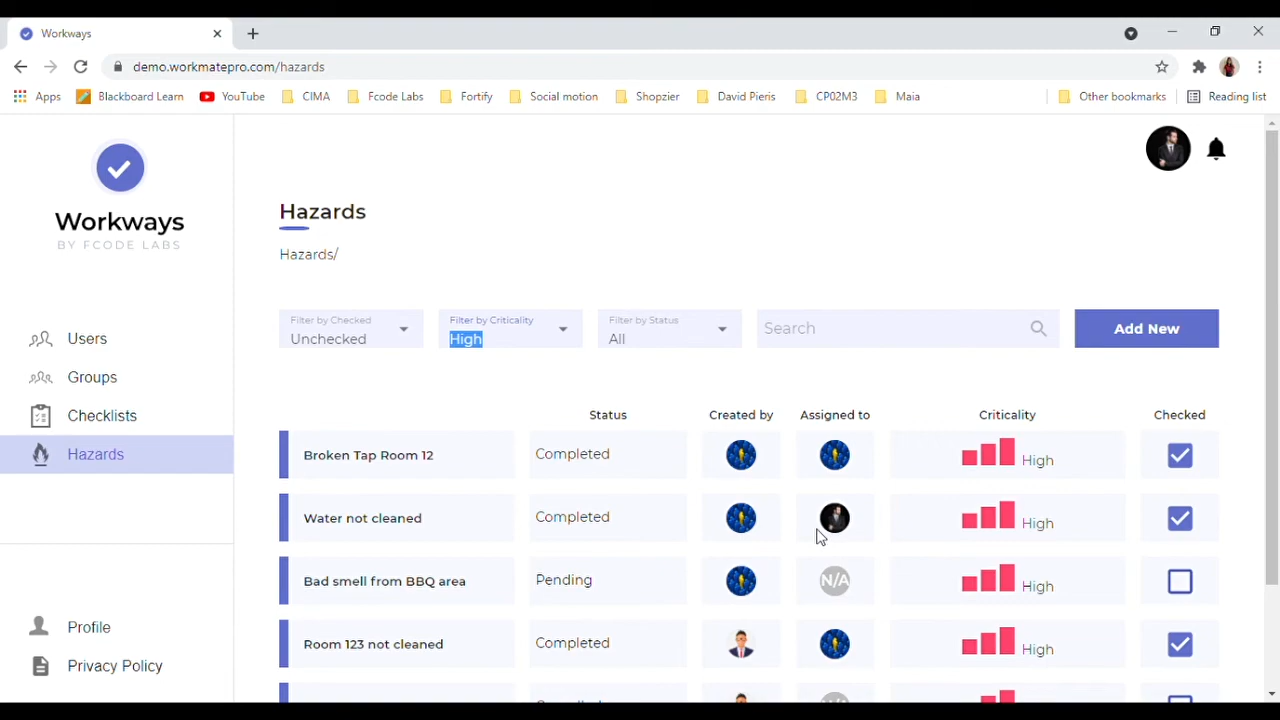 Workways
demo.workmatepro.com/hazards
Apps
Blackboard Learn
YouTube
CIMA
Fcode Labs
Fortify
Social motion
Shopzier
David Pieris
CP02M3
Maia
Other bookmarks
Reading list
Workways
BY FCODE LABS
Users
Groups
Checklists
Hazards
Profile
Privacy Policy
Hazards
Hazards/
Filter by Checked
Unchecked
Filter by Criticality
High
Filter by Status
All
Search
Add New
Status
Created by
Assigned to
Criticality
Checked
Broken Tap Room 12
Completed
High
Water not cleaned
Completed
High
Bad smell from BBQ area
Pending
N/A
High
Room 123 not cleaned
Completed
High